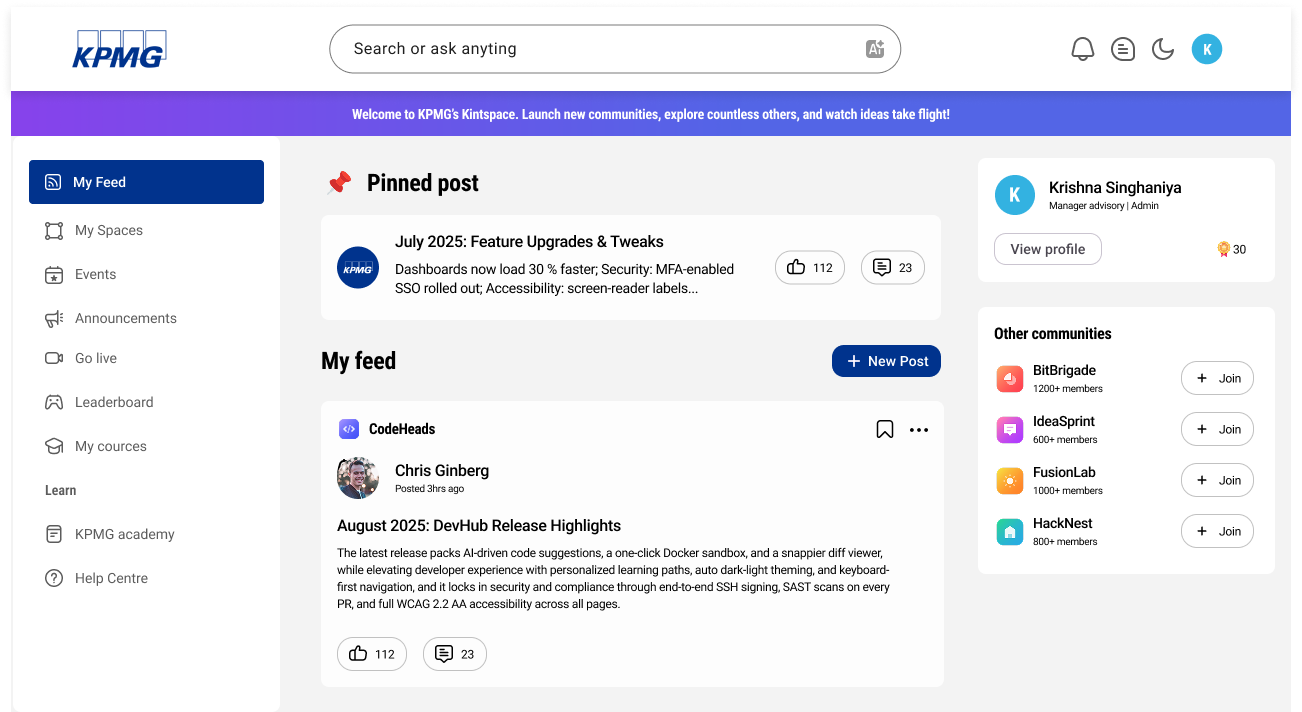 KPMG
Search or ask anyting
AI
K
Welcome to KPMG's Kintspace. Launch new communities, explore countless others, and watch ideas take flight!
My Feed
My Spaces
Events
Announcements
Go live
Leaderboard
My cources
Learn
KPMG academy
Help Centre
Pinned post
KPMG
July 2025: Feature Upgrades & Tweaks
Dashboards now load 30 % faster; Security: MFA-enabled
SSO rolled out; Accessibility: screen-reader labels...
112
23
My feed
+ New Post
CodeHeads
Chris Ginberg
Posted 3hrs ago
August 2025: DevHub Release Highlights
The latest release packs AI-driven code suggestions, a one-click Docker sandbox, and a snappier diff viewer,
while elevating developer experience with personalized learning paths, auto dark-light theming, and keyboard-
first navigation, and it locks in security and compliance through end-to-end SSH signing, SAST scans on every
PR, and full WCAG 2.2 AA accessibility across all pages.
112
23
K
Krishna Singhaniya
Manager advisory | Admin
View profile
30
Other communities
BitBrigade
1200+ members
+ Join
IdeaSprint
600+ members
+ Join
FusionLab
1000+ members
+ Join
HackNest
800+ members
+ Join